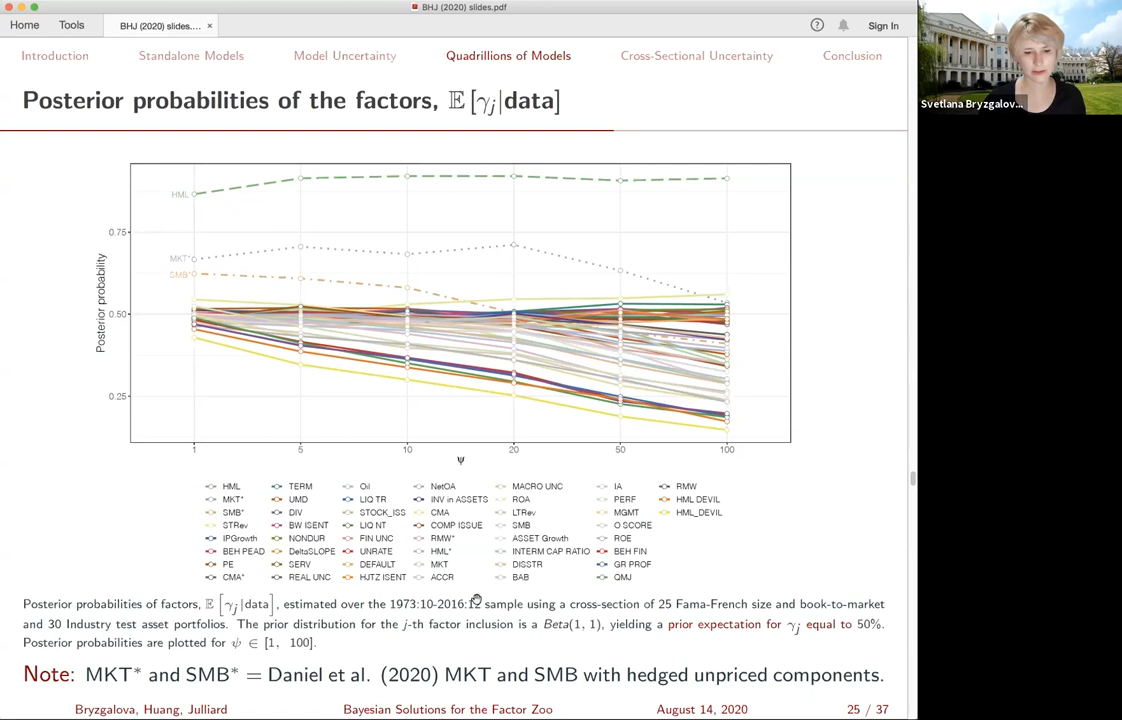 BHJ (2020) slides.pdf
Home Tools BHJ (2020) slides.... × Sign In
Introduction Standalone Models Model Uncertainty Quadrillions of Models Cross-Sectional Uncertainty Conclusion
Svetlana Bryzgalov...
Posterior probabilities of the factors, 𝔼 [γj|data]
HML
0.75
MKT*
SMB*
0.50
0.25
Posterior probability
1 5 10 20 50 100
ψ
HML TERM Oil NetOA MACRO UNC IA RMW
MKT* UMD LIQ TR INV in ASSETS ROA PERF HML DEVIL
SMB* DIV STOCK_ISS CMA LTRev MGMT HML_DEVIL
STRev BW ISENT LIQ NT COMP ISSUE SMB O SCORE
IPGrowth NONDUR FIN UNC RMW* ASSET Growth ROE
BEH PEAD DeltaSLOPE UNRATE HML* INTERM CAP RATIO BEH FIN
PE SERV DEFAULT MKT DISSTR GR PROF
CMA* REAL UNC HJTZ ISENT ACCR BAB QMJ
Posterior probabilities of factors, 𝔼 [γj|data], estimated over the 1973:10-2016:12 sample using a cross-section of 25 Fama-French size and book-to-market
and 30 Industry test asset portfolios. The prior distribution for the j-th factor inclusion is a Beta(1, 1), yielding a prior expectation for γj equal to 50%.
Posterior probabilities are plotted for ψ ∈ [1, 100].
Note: MKT* and SMB* = Daniel et al. (2020) MKT and SMB with hedged unpriced components.
Bryzgalova, Huang, Julliard Bayesian Solutions for the Factor Zoo August 14, 2020 25 / 37